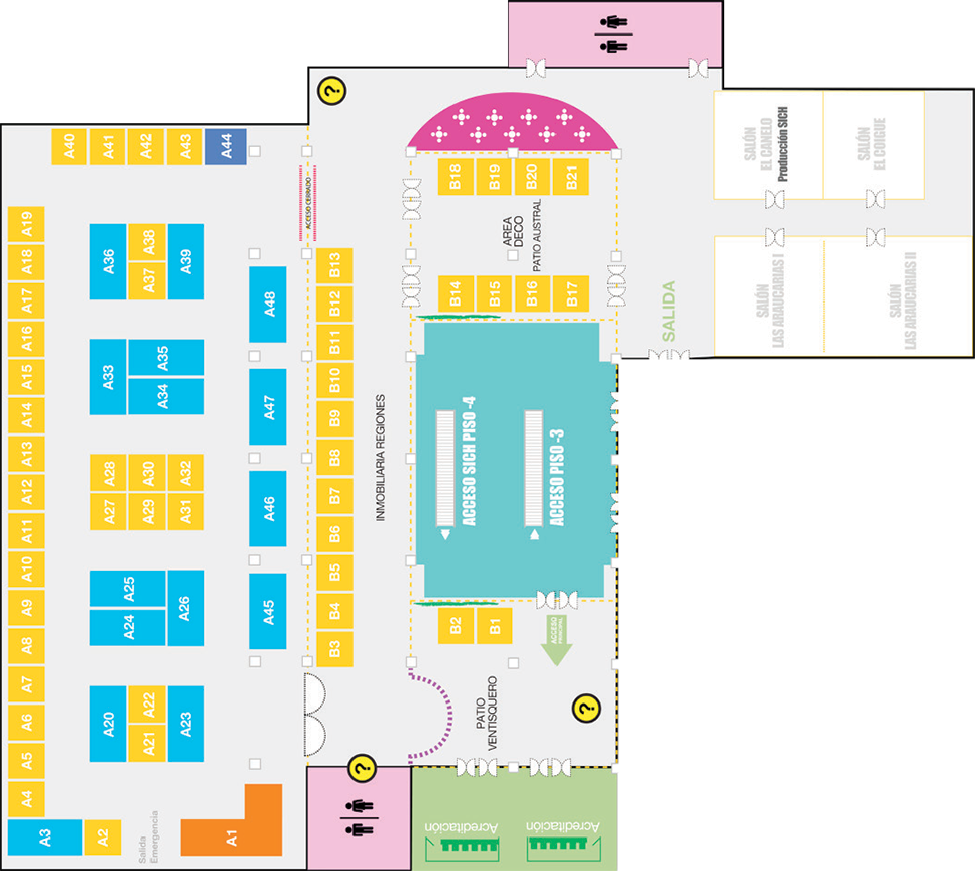 ?
A40
A41
A42
A43
A44
ACCESO CERRADO
B18
B19
B20
B21
AREA
DECO
PATIO AUSTRAL
B14
B15
B16
B17
SALÓN
EL CANELO
Producción SICH
SALÓN
EL COIGUE
SALÓN
LAS ARAUCARIAS I
SALÓN
LAS ARAUCARIAS II
SALIDA
A19
A18
A17
A16
A15
A14
A13
A12
A11
A10
A9
A8
A7
A6
A5
A4
A3
A2
A36
A38
A37
A39
A33
A35
A34
A28
A30
A32
A27
A29
A31
A25
A24
A26
A20
A22
A21
A23
A48
A47
A46
A45
B13
B12
B11
B10
B9
B8
B7
B6
B5
B4
B3
INMOBILIARIA REGIONES
ACCESO SICH PISO -4
ACCESO PISO -3
B2
B1
ACCESO
PRINCIPAL
PATIO
VENTISQUERO
?
?
Salida
Emergencia
A1
Acreditación
Acreditación